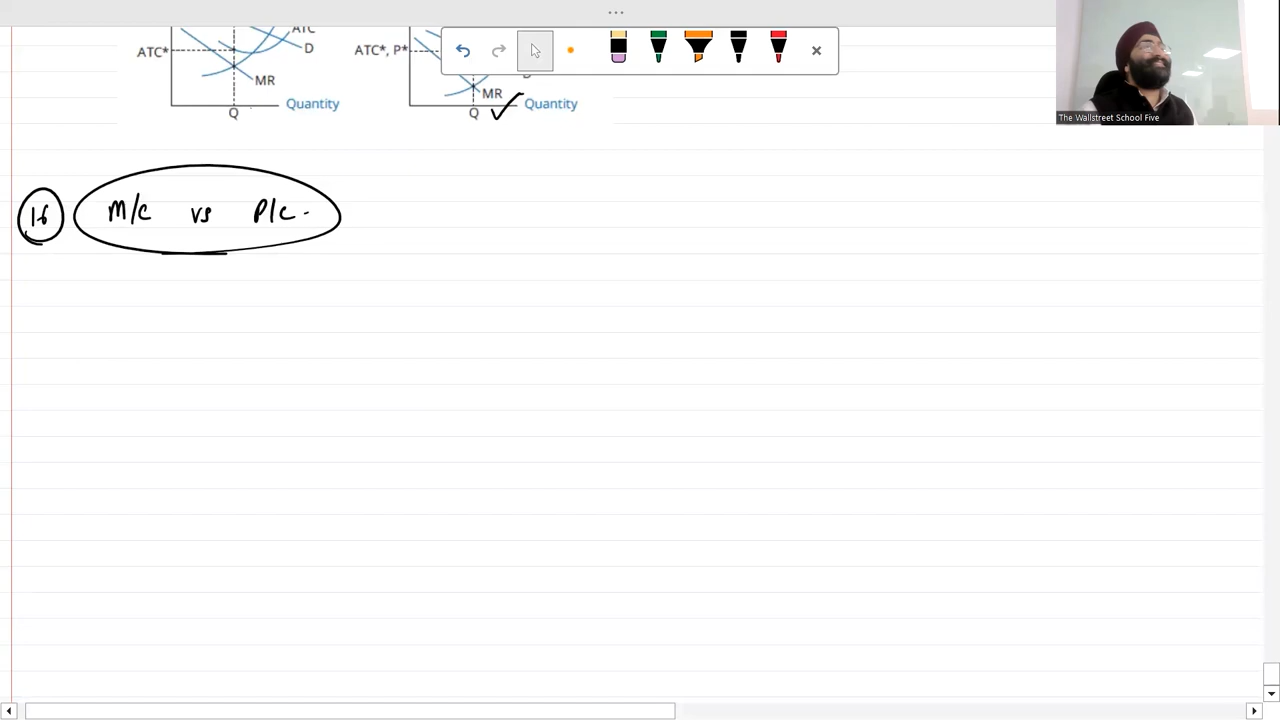 ATC
ATC*
D
MR
Quantity
Q
ATC*, P*
MR
Quantity
Q
The Wallstreet School Five
16 M/C vs P/C.